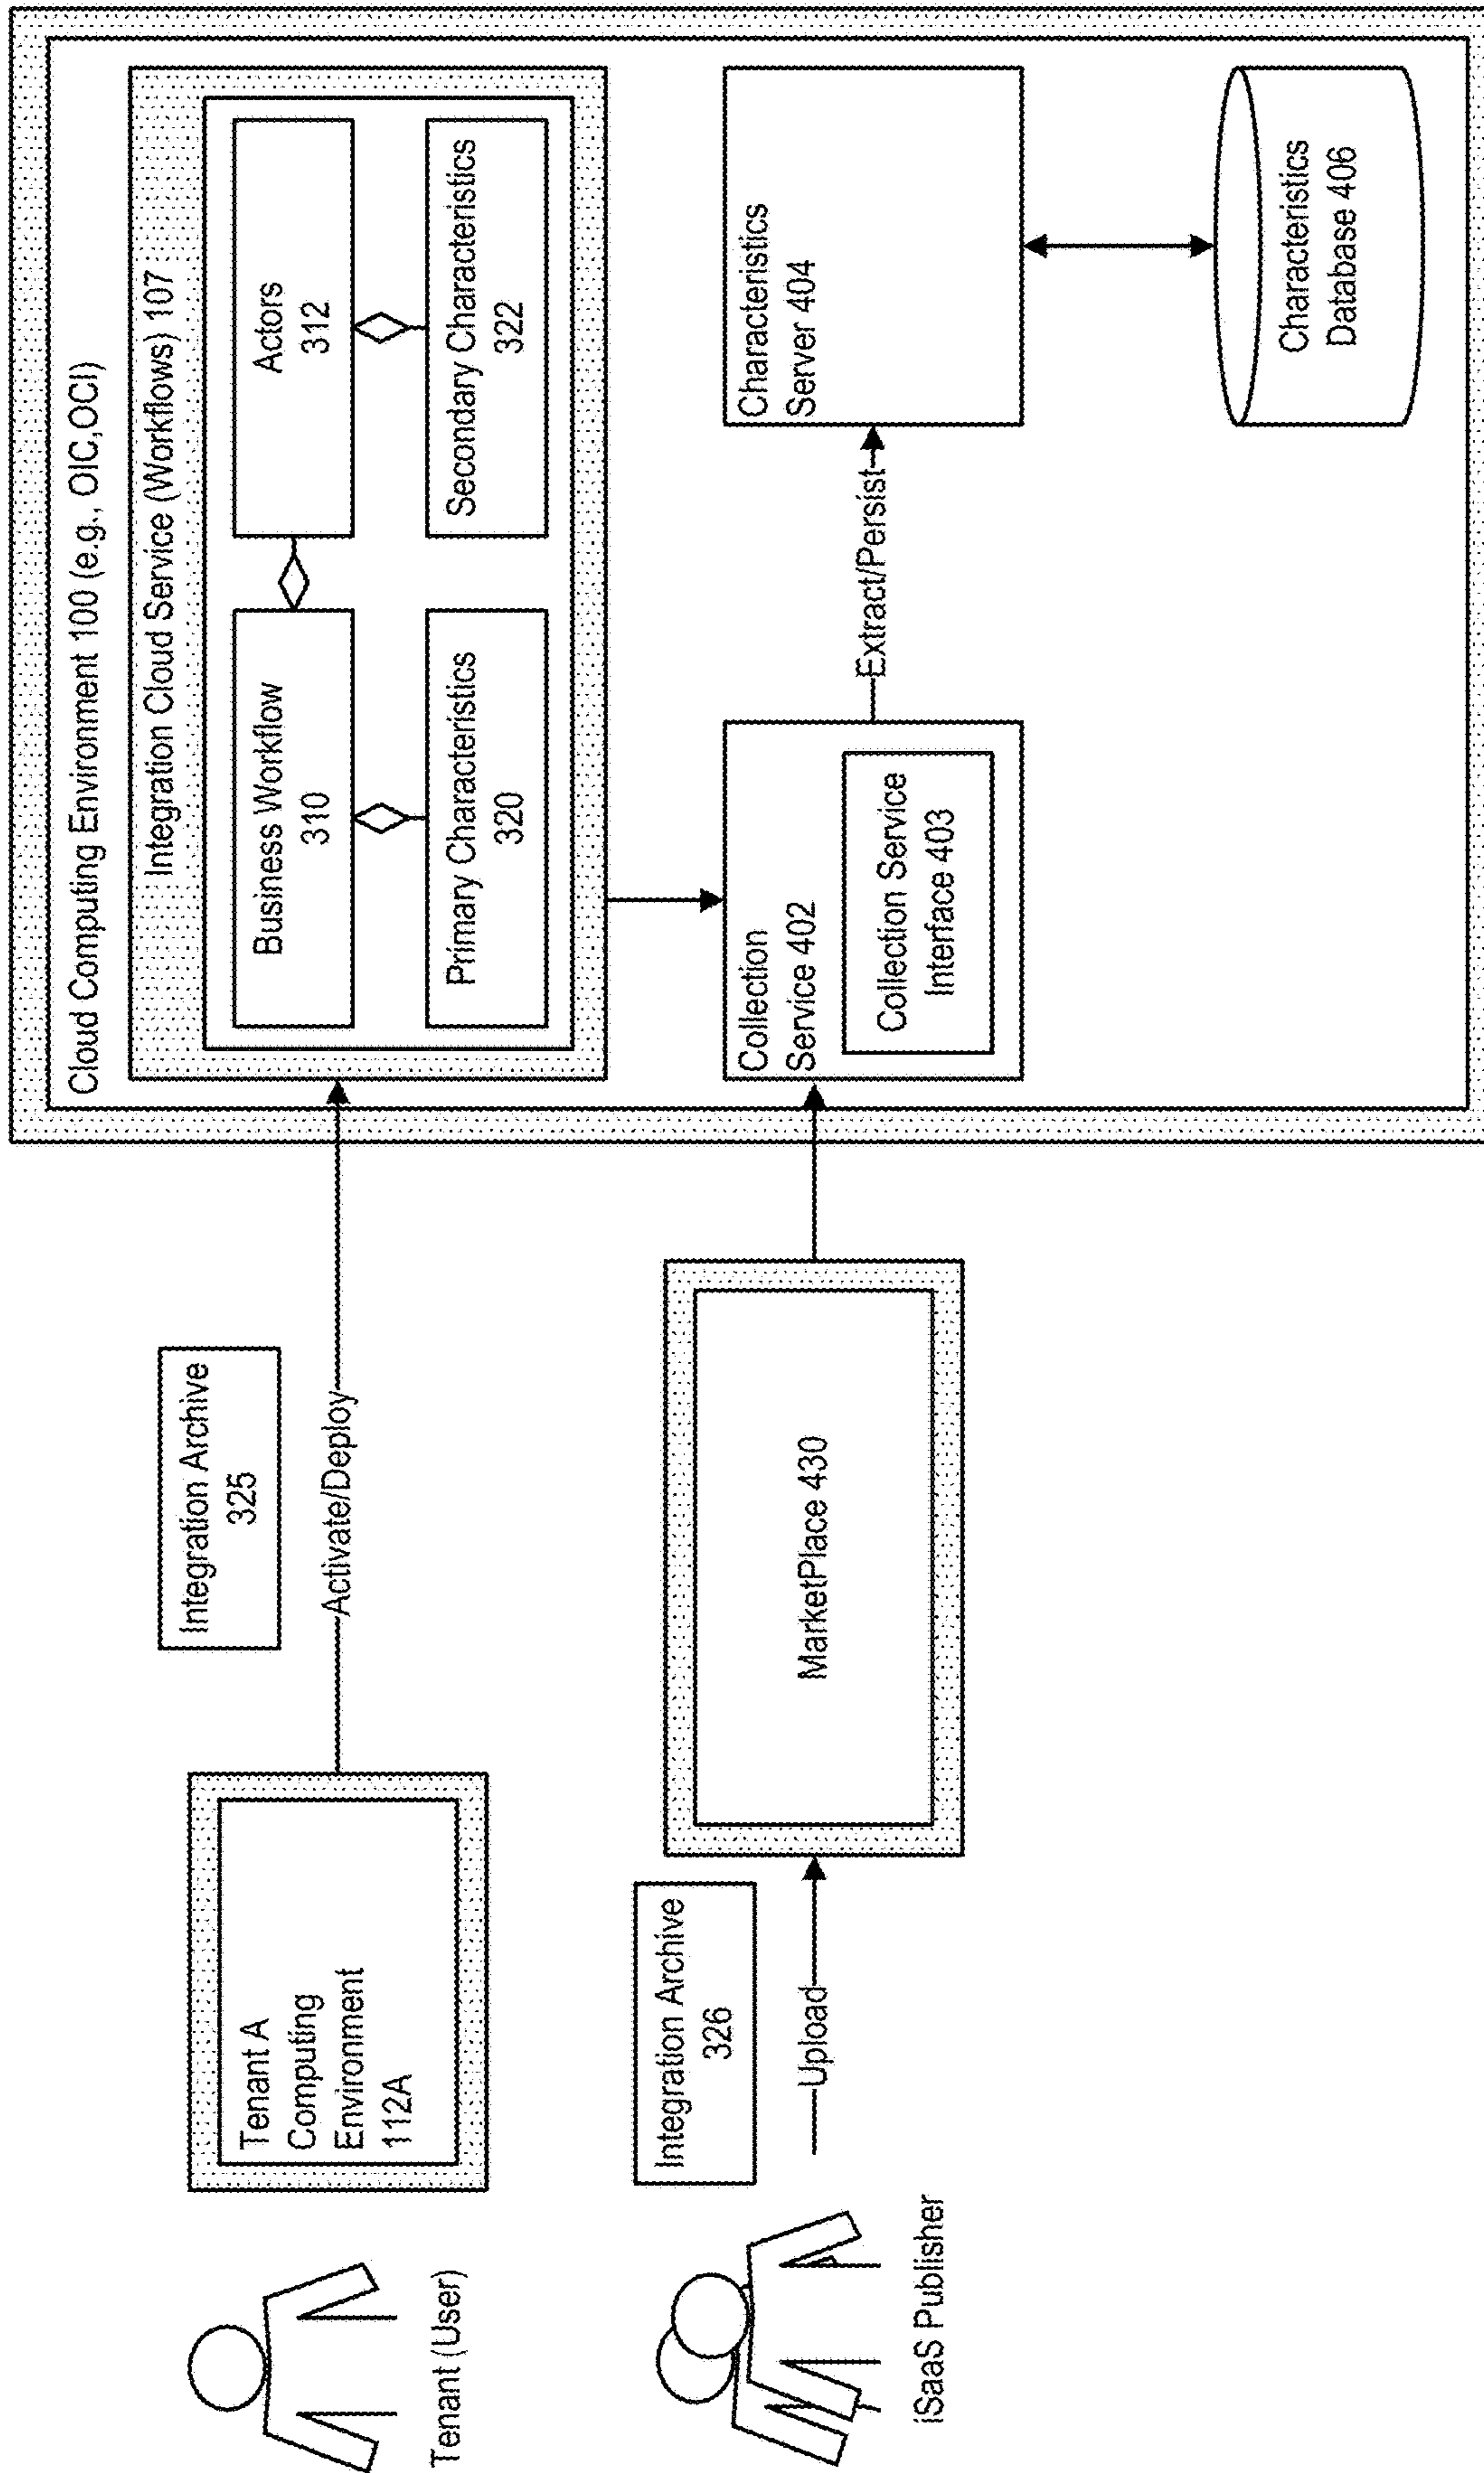 Cloud Computing Environment 100 (e.g., OIC,OCI)
Integration Cloud Service (Workflows) 107
Business Workflow
310
Actors
312
Primary Characteristics
320
Secondary Characteristics
322
Integration Archive
325
Activate/Deploy
Tenant A
Computing
Environment
112A
Tenant (User)
Integration Archive
326
Upload
iSaaS Publisher
MarketPlace 430
Collection
Service 402
Collection Service
Interface 403
Extract/Persist
Characteristics
Server 404
Characteristics
Database 406